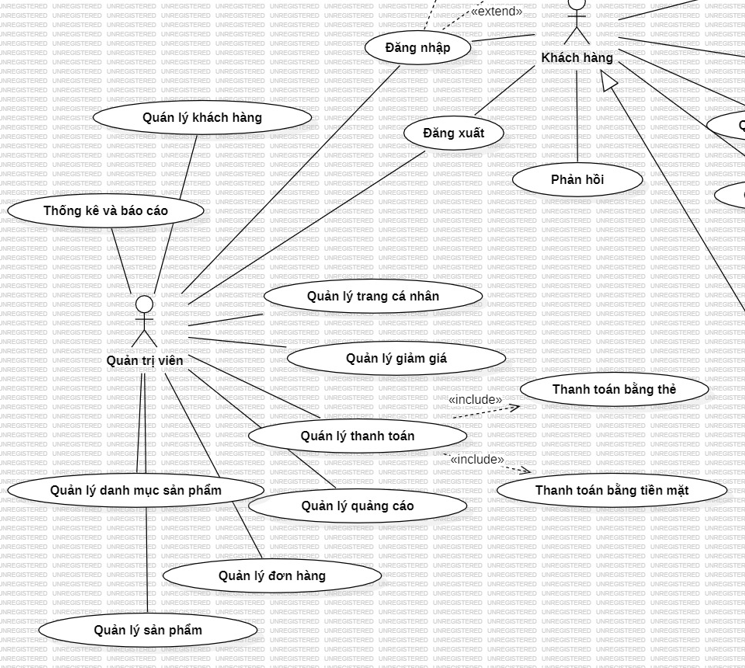 «extend»
Đăng nhập
Khách hàng
Quán lý khách hàng
Đăng xuất
Phản hồi
Thống kê và báo cáo
Quản lý trang cá nhân
Quản trị viên
Quản lý giảm giá
Thanh toán bằng thẻ
«include»
Quán lý thanh toán
«include»
Quản lý danh mục sản phẩm
Thanh toán bằng tiền mặt
Quản lý quảng cáo
Quản lý đơn hàng
Quản lý sản phẩm
UNREGISTERED